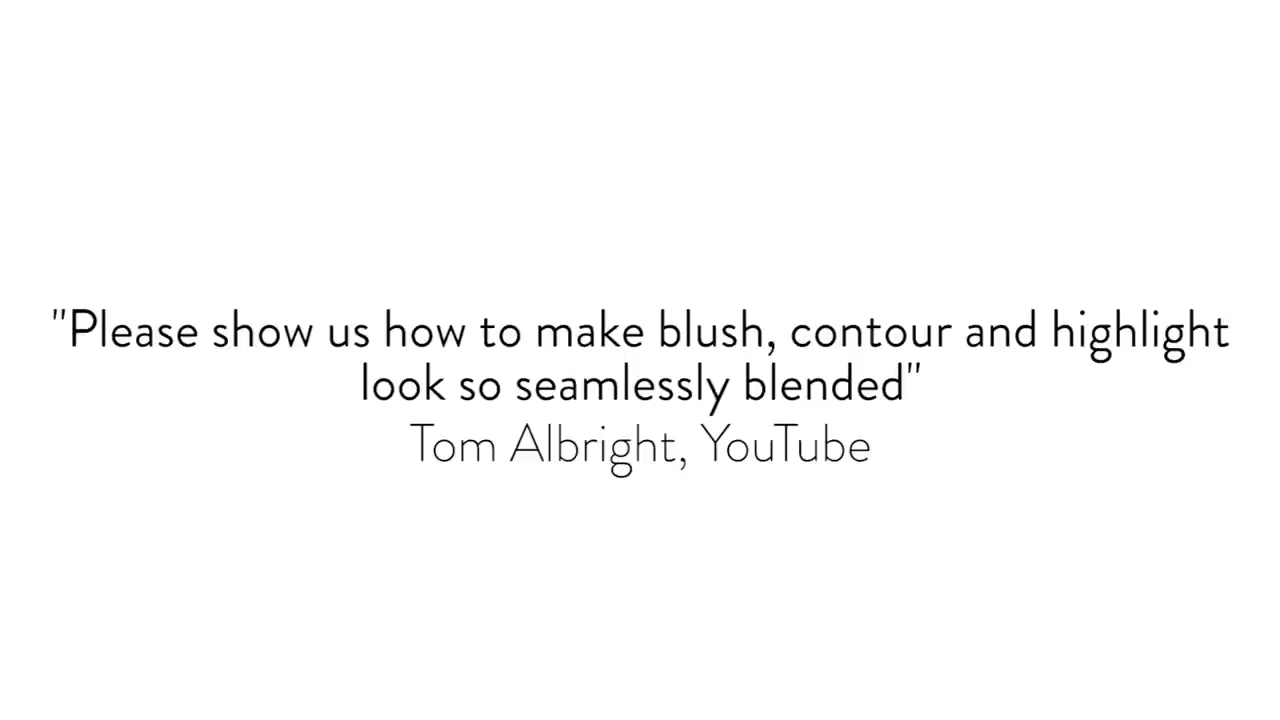 "Please show us how to make blush, contour and highlight
look so seamlessly blended"
Tom Albright, YouTube